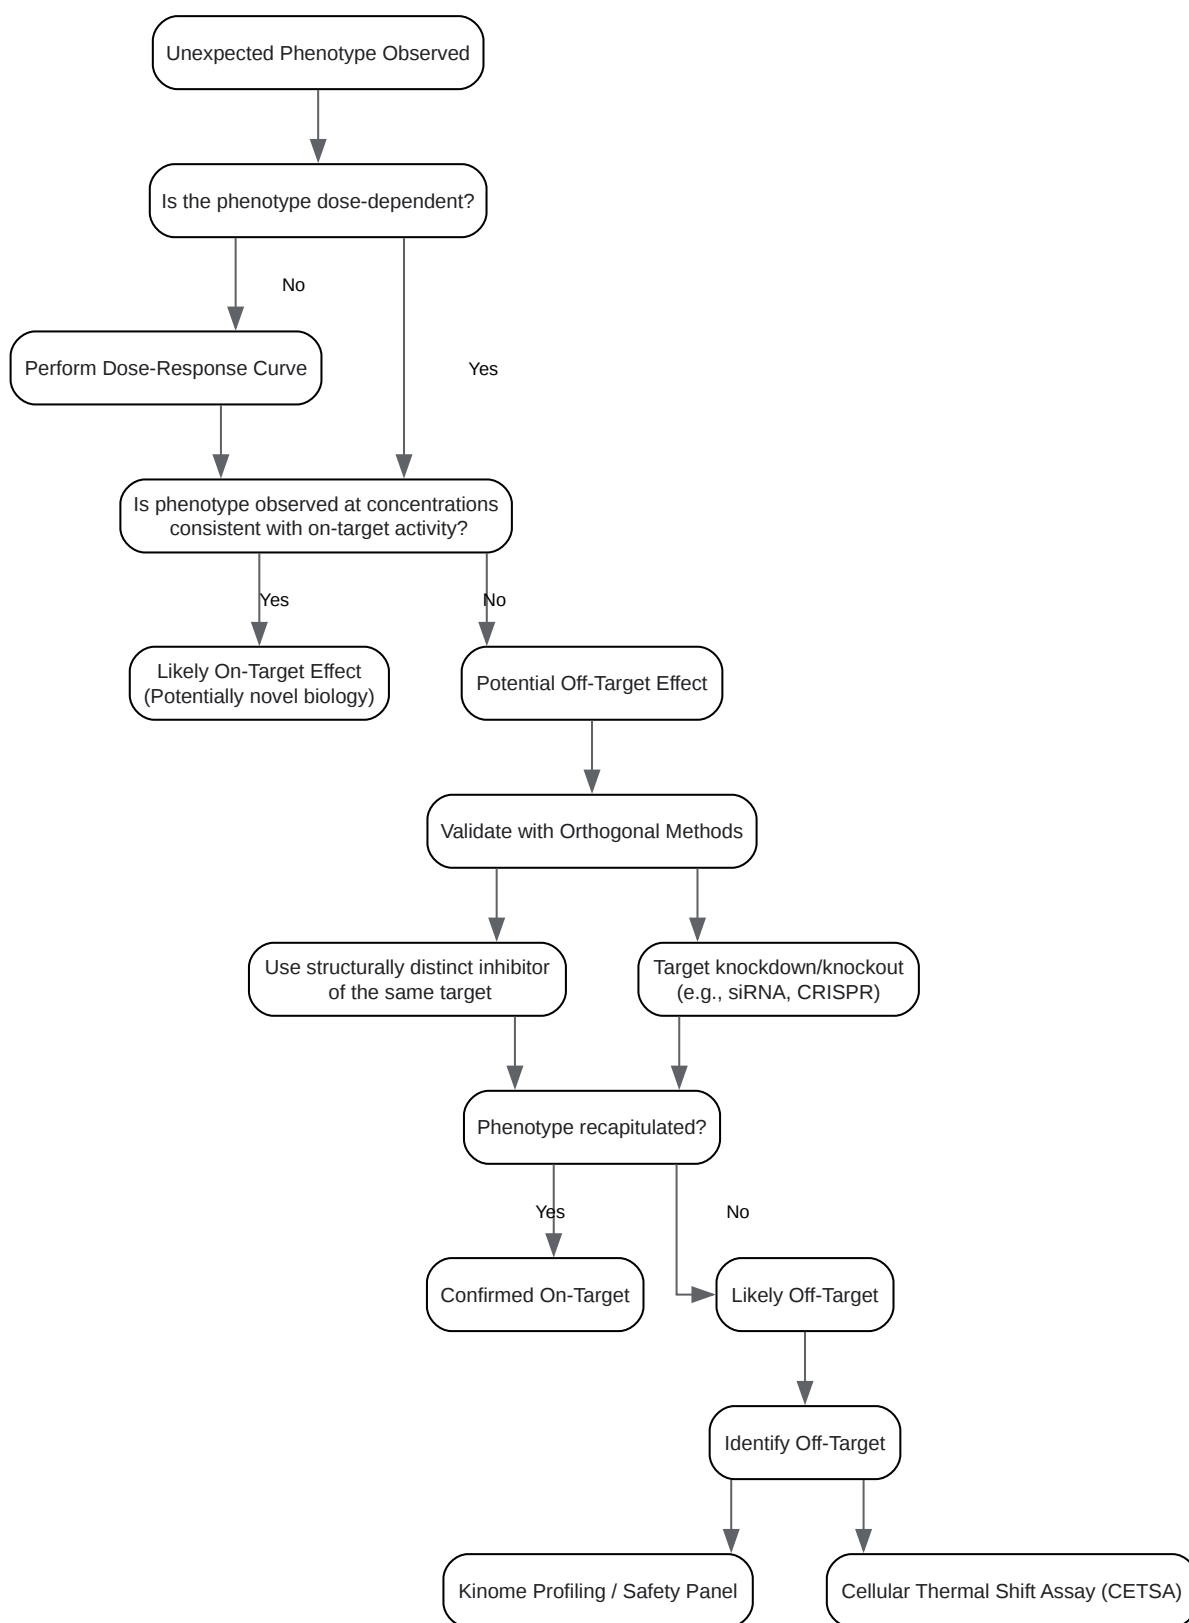 Unexpected Phenotype Observed
Is the phenotype dose-dependent?
No
Perform Dose-Response Curve
Yes
Is phenotype observed at concentrations
consistent with on-target activity?
Yes
No
Likely On-Target Effect
(Potentially novel biology)
Potential Off-Target Effect
Validate with Orthogonal Methods
Use structurally distinct inhibitor
of the same target
Target knockdown/knockout
(e.g., siRNA, CRISPR)
Phenotype recapitulated?
Yes
No
Confirmed On-Target
Likely Off-Target
Identify Off-Target
Kinome Profiling / Safety Panel
Cellular Thermal Shift Assay (CETSA)